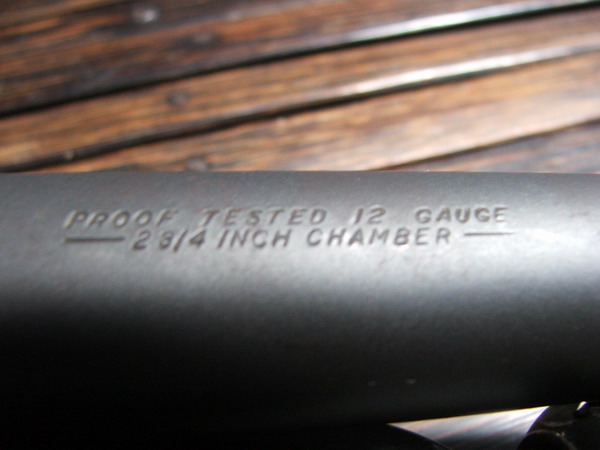 PROOF TESTED 12 GAUGE
2 3/4 INCH CHAMBER